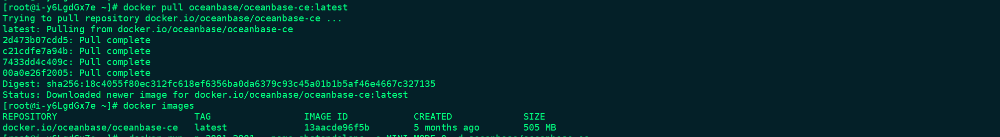 [root@i-y6LgdGx7e ~]# docker pull oceanbase/oceanbase-ce:latest
Trying to pull repository docker.io/oceanbase/oceanbase-ce ...
latest: Pulling from docker.io/oceanbase/oceanbase-ce
2d473b07cdd5: Pull complete
c21cdfe7a94b: Pull complete
7433dd4c409c: Pull complete
00a0e26f2005: Pull complete
Digest: sha256:18c4055f80ec312fc618ef6356ba0da6379c93c45a01b1b5af46e4667c327135
Status: Downloaded newer image for docker.io/oceanbase/oceanbase-ce:latest
[root@i-y6LgdGx7e ~]# docker images
REPOSITORY TAG IMAGE ID CREATED SIZE
docker.io/oceanbase/oceanbase-ce latest 13aacde96f5b 5 months ago 505 MB